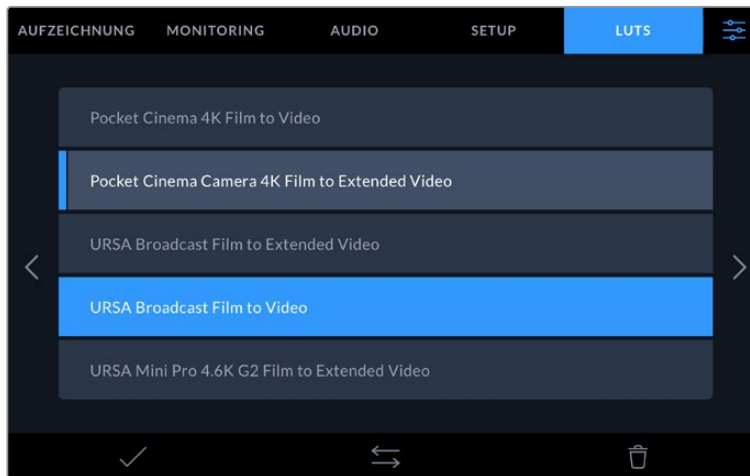 AUFZEICHNUNG MONITORING AUDIO SETUP LUTS
Pocket Cinema 4K Film to Video
Pocket Cinema Camera 4K Film to Extended Video
URSA Broadcast Film to Extended Video
URSA Broadcast Film to Video
URSA Mini Pro 4.6K G2 Film to Extended Video